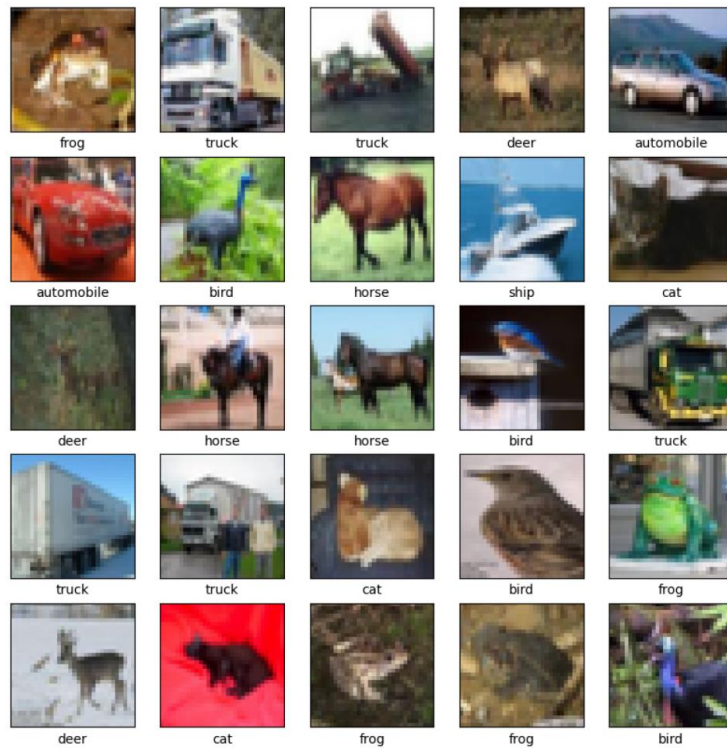 frog truck truck deer automobile
automobile bird horse ship cat
deer horse horse bird truck
truck truck cat bird frog
deer cat frog frog bird